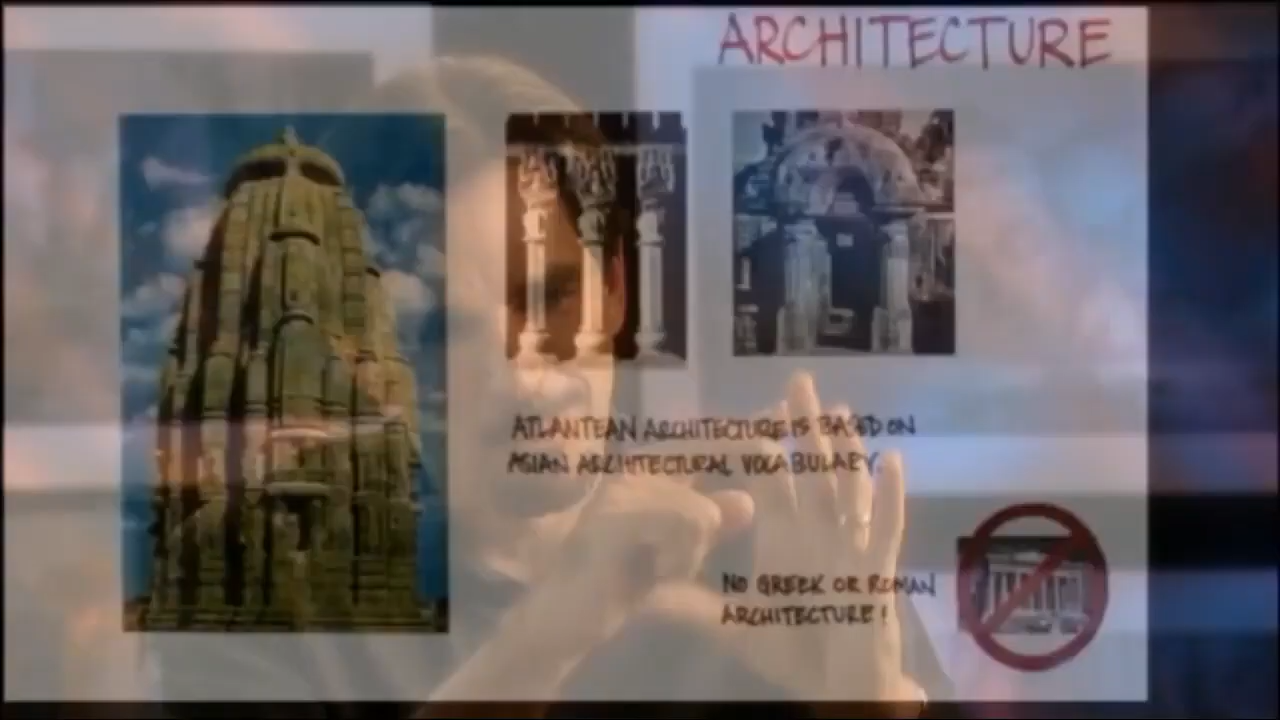 ARCHITECTURE
ATLANTEAN ARCHITECTURE IS BASED ON
ASIAN ARCHITECTURAL VOCABULARY.
NO GREEK OR ROMAN
ARCHITECTURE!